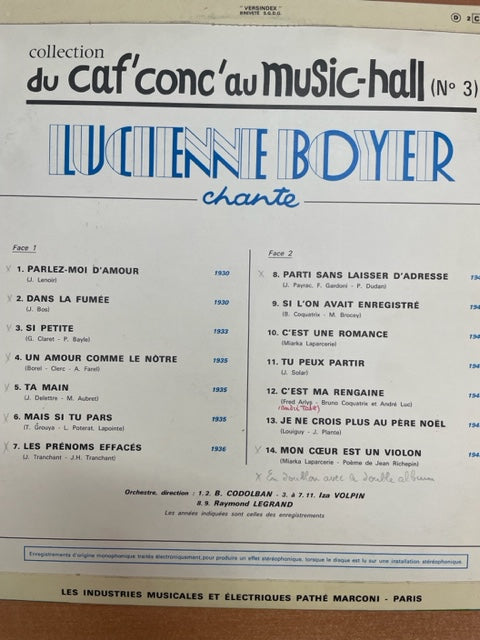 " VERSINDEX "
BREVETÉ S.G.D.G.
collection
du caf'conc'au music-hall (N° 3)
LUCIENNE BOYER
chante
Face 1
x 1. PARLEZ-MOI D'AMOUR 1930
(J. Lenoir)
x 2. DANS LA FUMÉE 1930
(J. Bos)
3. SI PETITE 1933
(G. Claret - P. Bayle)
4. UN AMOUR COMME LE NÔTRE 1935
(Borel - Clerc - A. Farel)
5. TA MAIN 1935
(J. Delettre - M. Aubret)
6. MAIS SI TU PARS 1935
(T. Grouya - L. Poterat. Lapointe)
7. LES PRÉNOMS EFFACÉS 1936
(J. Tranchant - J.H. Tranchant)
Face 2
x 8. PARTI SANS LAISSER D'ADRESSE
(J. Payrac, F. Gardoni - P. Dudan)
9. SI L'ON AVAIT ENREGISTRÉ
(B. Coquatrix - M. Brocey)
10. C'EST UNE ROMANCE
(Miarka Laparcerie)
11. TU PEUX PARTIR
(J. Solar)
12. C'EST MA RENGAINE
(Fred Arlys - Bruno Coquatrix et André Luc)
13. JE NE CROIS PLUS AU PÈRE NOËL
(Louiguy - J. Plante)
x 14. MON CŒUR EST UN VIOLON
(Miarka Laparcerie - Poème de Jean Richepin)
x En doublon avec le double album
Orchestre, direction : 1.2. B. CODOLBAN - 3. à 7.11. Iza VOLPIN
8.9. Raymond LEGRAND
Les années indiquées sont celles des enregistrements
Enregistrements d'origine monophonique traités électroniquement,pour produire un effet stéréophonique, lorsque le disque est lu sur une installation stéréophonique.
LES INDUSTRIES MUSICALES ET ÉLECTRIQUES PATHÉ MARCONI - PARIS